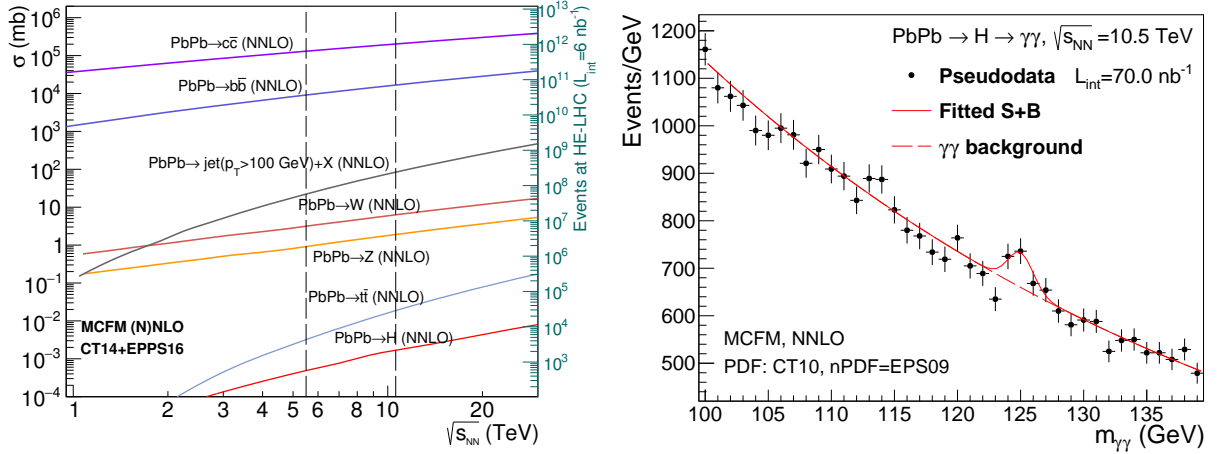 σ (mb)
10^6
10^5
10^4
10^3
10^2
10
1
10^-1
10^-2
10^-3
10^-4
PbPb→cc̄ (NNLO)
PbPb→bb̄ (NNLO)
PbPb→ jet(p_T>100 GeV)+X (NNLO)
PbPb→W (NNLO)
PbPb→Z (NNLO)
PbPb→tt̄ (NNLO)
PbPb→H (NNLO)
MCFM (N)NLO
CT14+EPPS16
1 2 3 4 5 6 7 8 10 20
√s_NN (TeV)
10^13
10^12
10^11
10^10
10^9
10^8
10^7
10^6
10^5
10^4
10^3
Events at HE-LHC (L_int=6 nb^-1)
Events/GeV
1200
1100
1000
900
800
700
600
500
PbPb → H → γγ, √s_NN=10.5 TeV
Pseudodata L_int=70.0 nb^-1
Fitted S+B
γγ background
MCFM, NNLO
PDF: CT10, nPDF=EPS09
100 105 110 115 120 125 130 135
m_γγ (GeV)